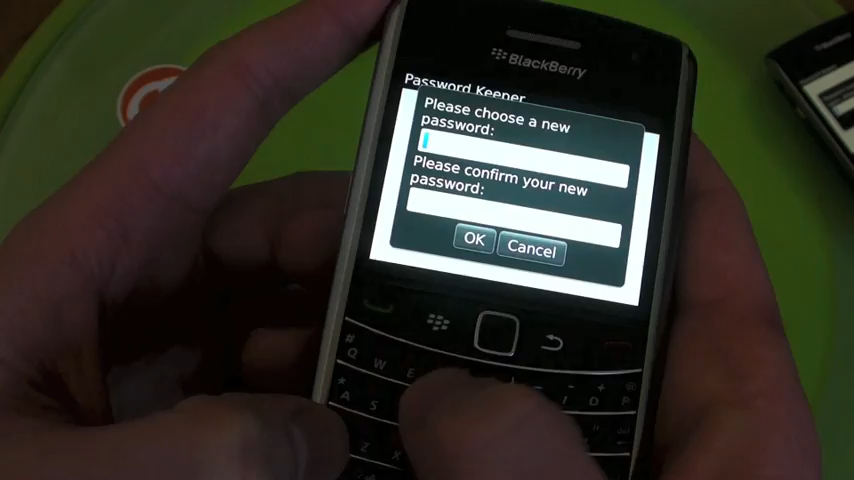 BlackBerry
Password Keeper
Please choose a new
password:
Please confirm your new
password:
OK
Cancel
#
Q W E
+ @
I O P
*
A S
Z X